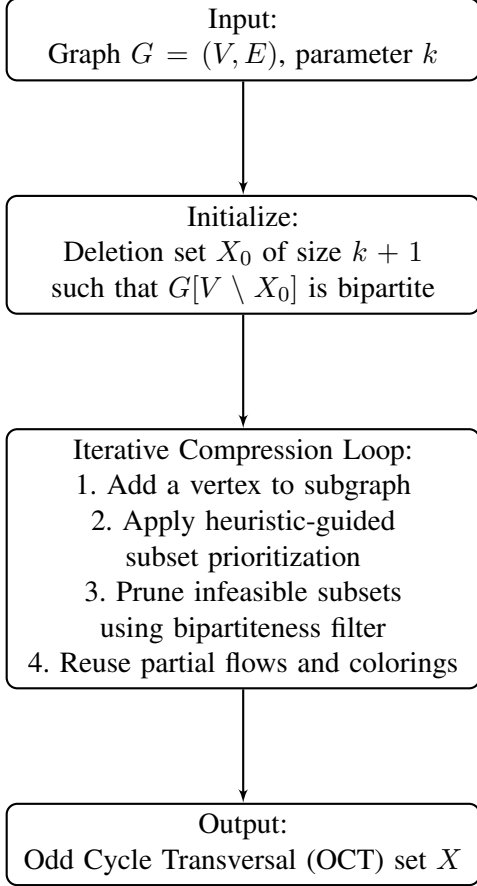 Input:
Graph G = (V, E), parameter k
Initialize:
Deletion set X₀ of size k + 1
such that G[V \ X₀] is bipartite
Iterative Compression Loop:
1. Add a vertex to subgraph
2. Apply heuristic-guided
subset prioritization
3. Prune infeasible subsets
using bipartiteness filter
4. Reuse partial flows and colorings
Output:
Odd Cycle Transversal (OCT) set X